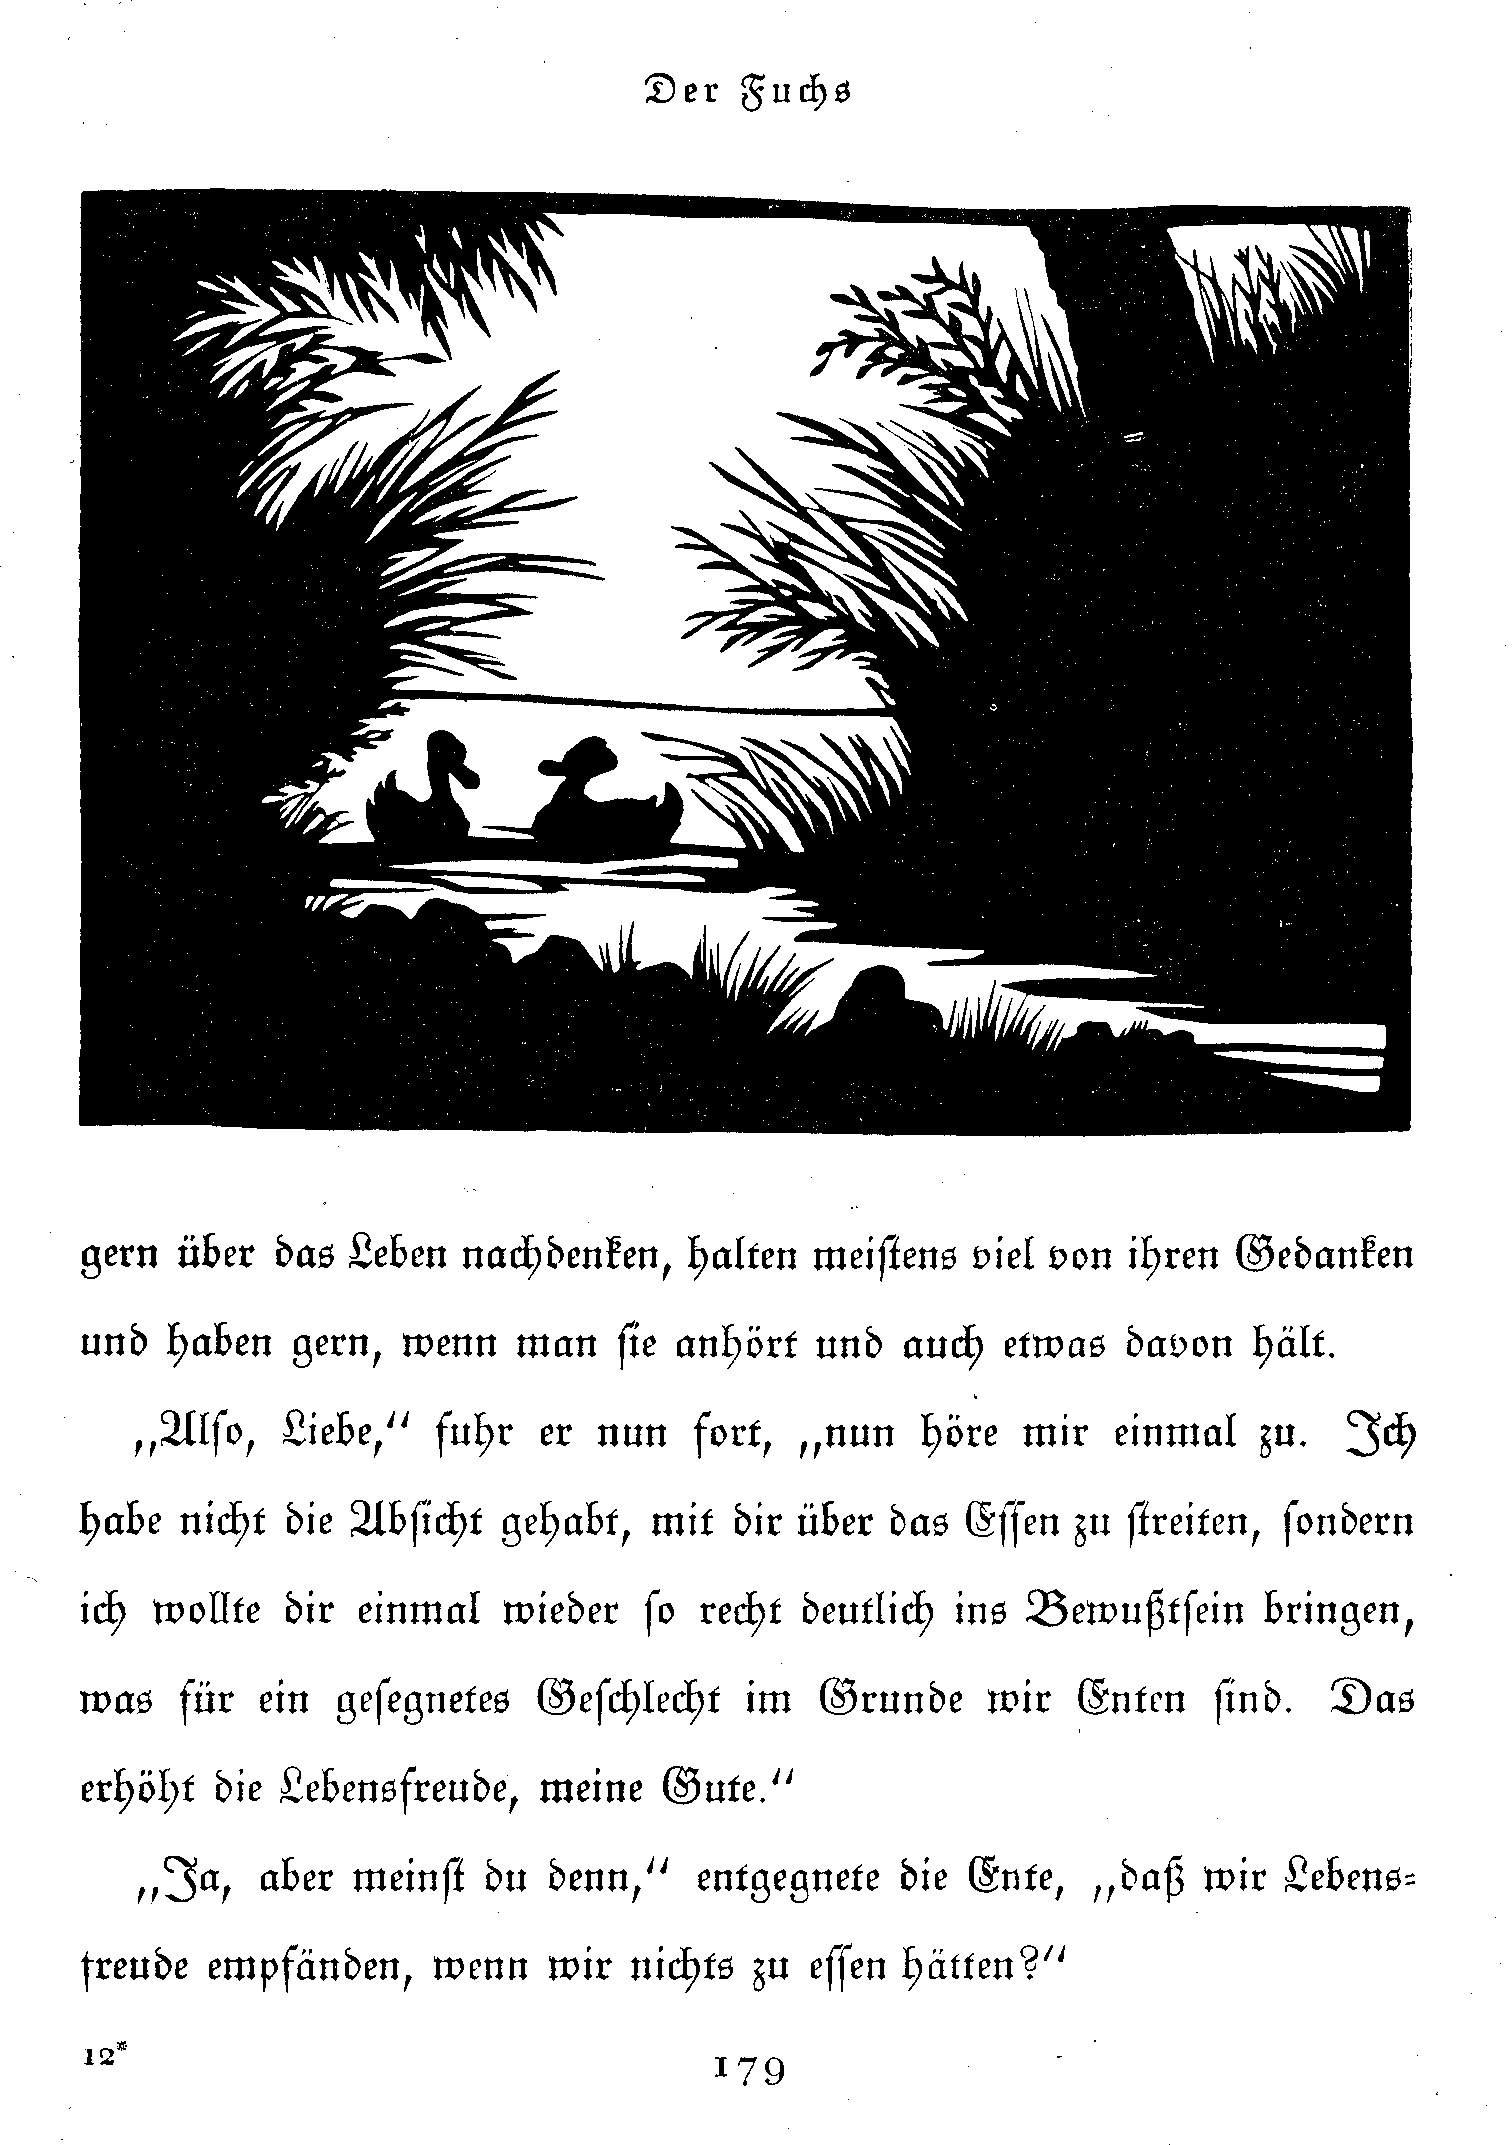 Der Fuchs
gern über das Leben nachdenken, halten meiſtens viel von ihren Gedanken
und haben gern, wenn man ſie anhört und auch etwas davon hält.
„Alſo, Liebe,“ fuhr er nun fort, „nun höre mir einmal zu. Ich
habe nicht die Abſicht gehabt, mit dir über das Eſſen zu ſtreiten, ſondern
ich wollte dir einmal wieder ſo recht deutlich ins Bewußtſein bringen,
was für ein geſegnetes Geſchlecht im Grunde wir Enten ſind. Das
erhöht die Lebensfreude, meine Gute.“
„Ja, aber meinſt du denn,“ entgegnete die Ente, „daß wir Lebens⸗
freude empfänden, wenn wir nichts zu eſſen hätten?“
12*
179